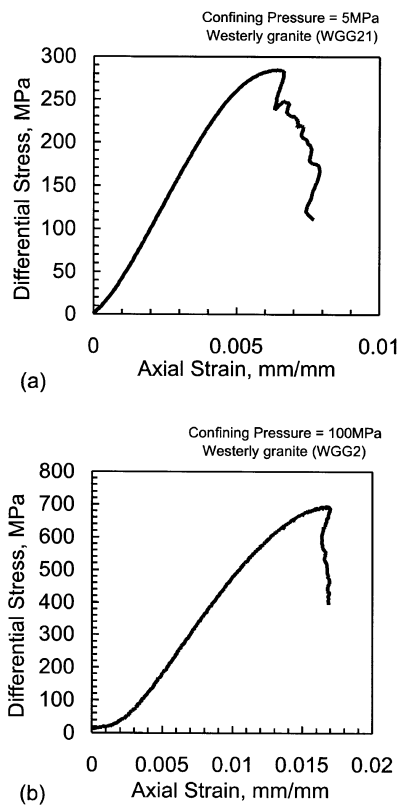 Confining Pressure = 5MPa
Westerly granite (WGG21)
300
250
200
150
100
50
0
Differential Stress, MPa
0 0.005 0.01
Axial Strain, mm/mm
(a)
Confining Pressure = 100MPa
Westerly granite (WGG2)
800
700
600
500
400
300
200
100
0
Differential Stress, MPa
0 0.005 0.01 0.015 0.02
Axial Strain, mm/mm
(b)